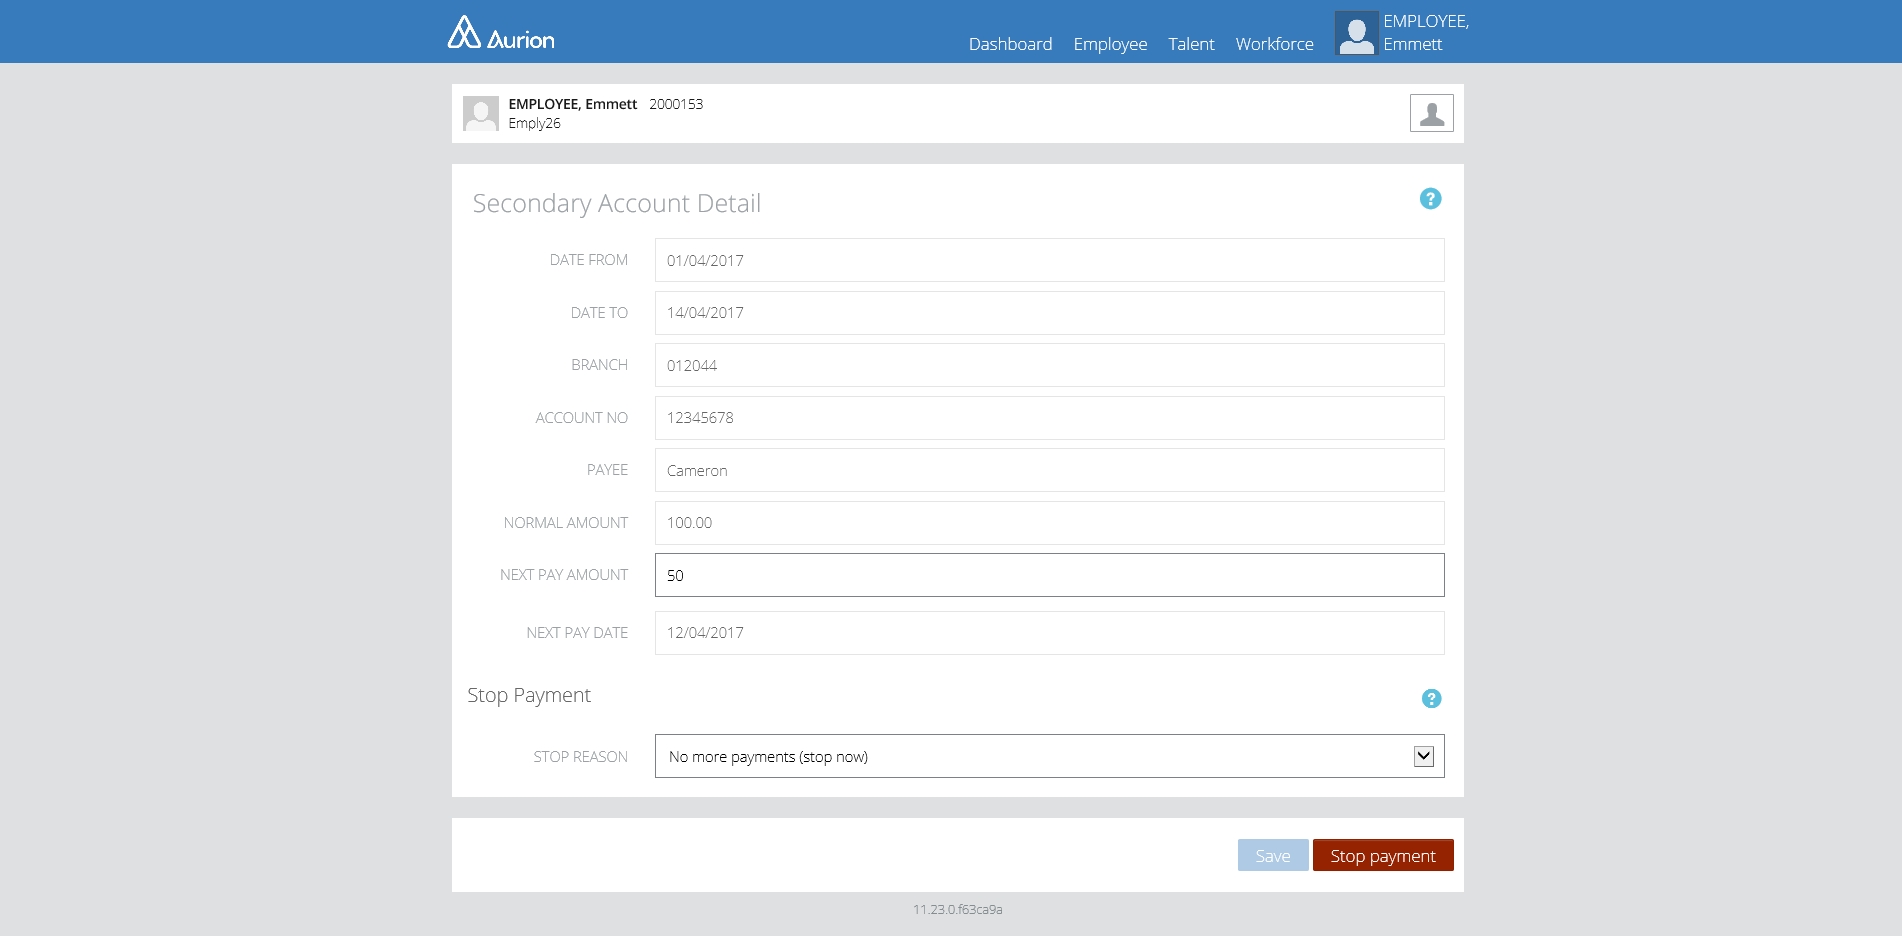 Aurion
Dashboard Employee Talent Workforce
EMPLOYEE,
Emmett
EMPLOYEE, Emmett 2000153
Emply26
Secondary Account Detail
?
DATE FROM 01/04/2017
DATE TO 14/04/2017
BRANCH 012044
ACCOUNT NO 12345678
PAYEE Cameron
NORMAL AMOUNT 100.00
NEXT PAY AMOUNT 50
NEXT PAY DATE 12/04/2017
Stop Payment
?
STOP REASON No more payments (stop now)
Save Stop payment
11.23.0.f63ca9a